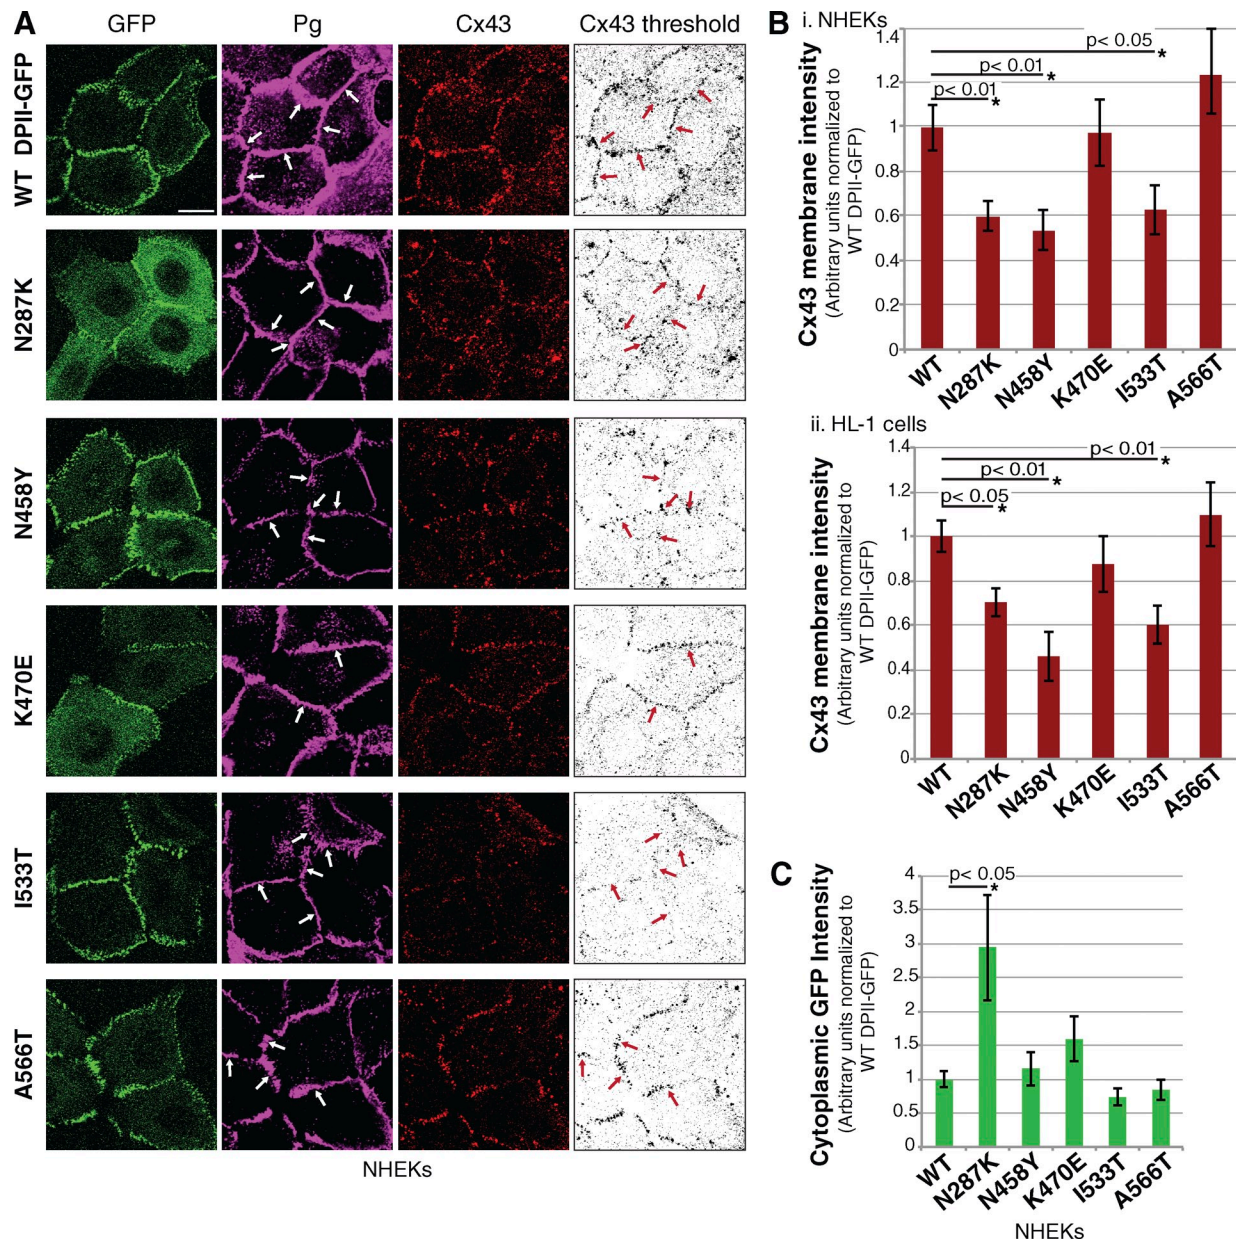 A
GFP
Pg
Cx43
Cx43 threshold
WT DPII-GFP
N287K
N458Y
K470E
I533T
A566T
NHEKs
B
i. NHEKs
Cx43 membrane intensity
(Arbitrary units normalized to
WT DPII-GFP)
1.4
1.2
1
0.8
0.6
0.4
0.2
0
p< 0.05
*
p< 0.01
*
p< 0.01
*
WT
N287K
N458Y
K470E
I533T
A566T
ii. HL-1 cells
Cx43 membrane intensity
(Arbitrary units normalized to
WT DPII-GFP)
1.4
1.2
1
0.8
0.6
0.4
0.2
0
p< 0.01
*
p< 0.01
*
p< 0.05
*
WT
N287K
N458Y
K470E
I533T
A566T
C
Cytoplasmic GFP Intensity
(Arbitrary units normalized to
WT DPII-GFP)
4
3.5
3
2.5
2
1.5
1
0.5
0
p< 0.05
*
WT
N287K
N458Y
K470E
I533T
A566T
NHEKs